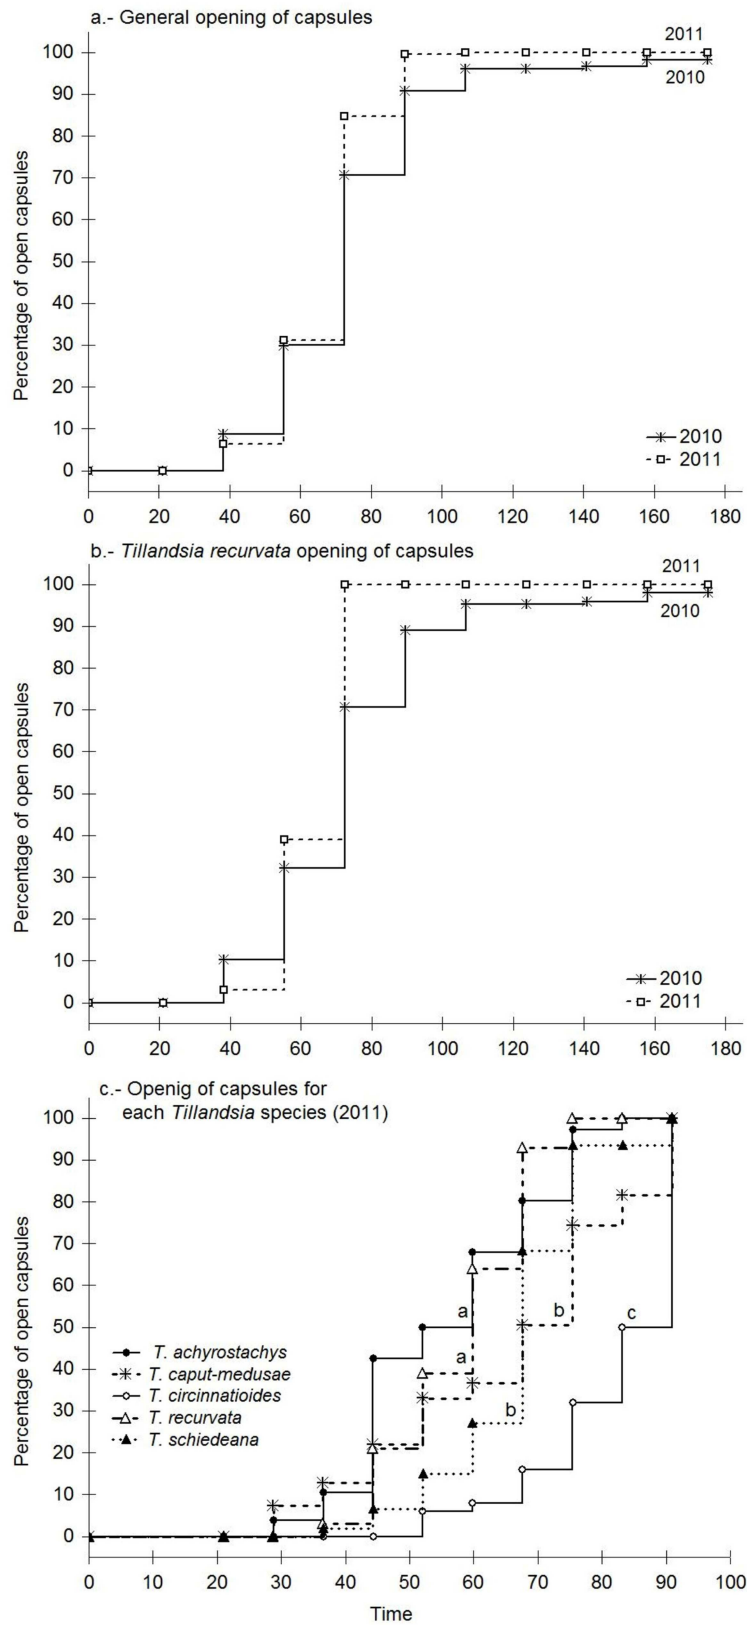 a.- General opening of capsules
2011
2010
100
90
80
70
60
50
40
30
20
10
0
Percentage of open capsules
2010
2011
0 20 40 60 80 100 120 140 160 180
b.- Tillandsia recurvata opening of capsules
2011
2010
100
90
80
70
60
50
40
30
20
10
0
Percentage of open capsules
2010
2011
0 20 40 60 80 100 120 140 160 180
c.- Openig of capsules for
each Tillandsia species (2011)
100
90
80
70
60
50
40
30
20
10
0
Percentage of open capsules
a
a
b
b
c
T. achyrostachys
T. caput-medusae
T. circinnatioides
T. recurvata
T. schiedeana
0 10 20 30 40 50 60 70 80 90 100
Time